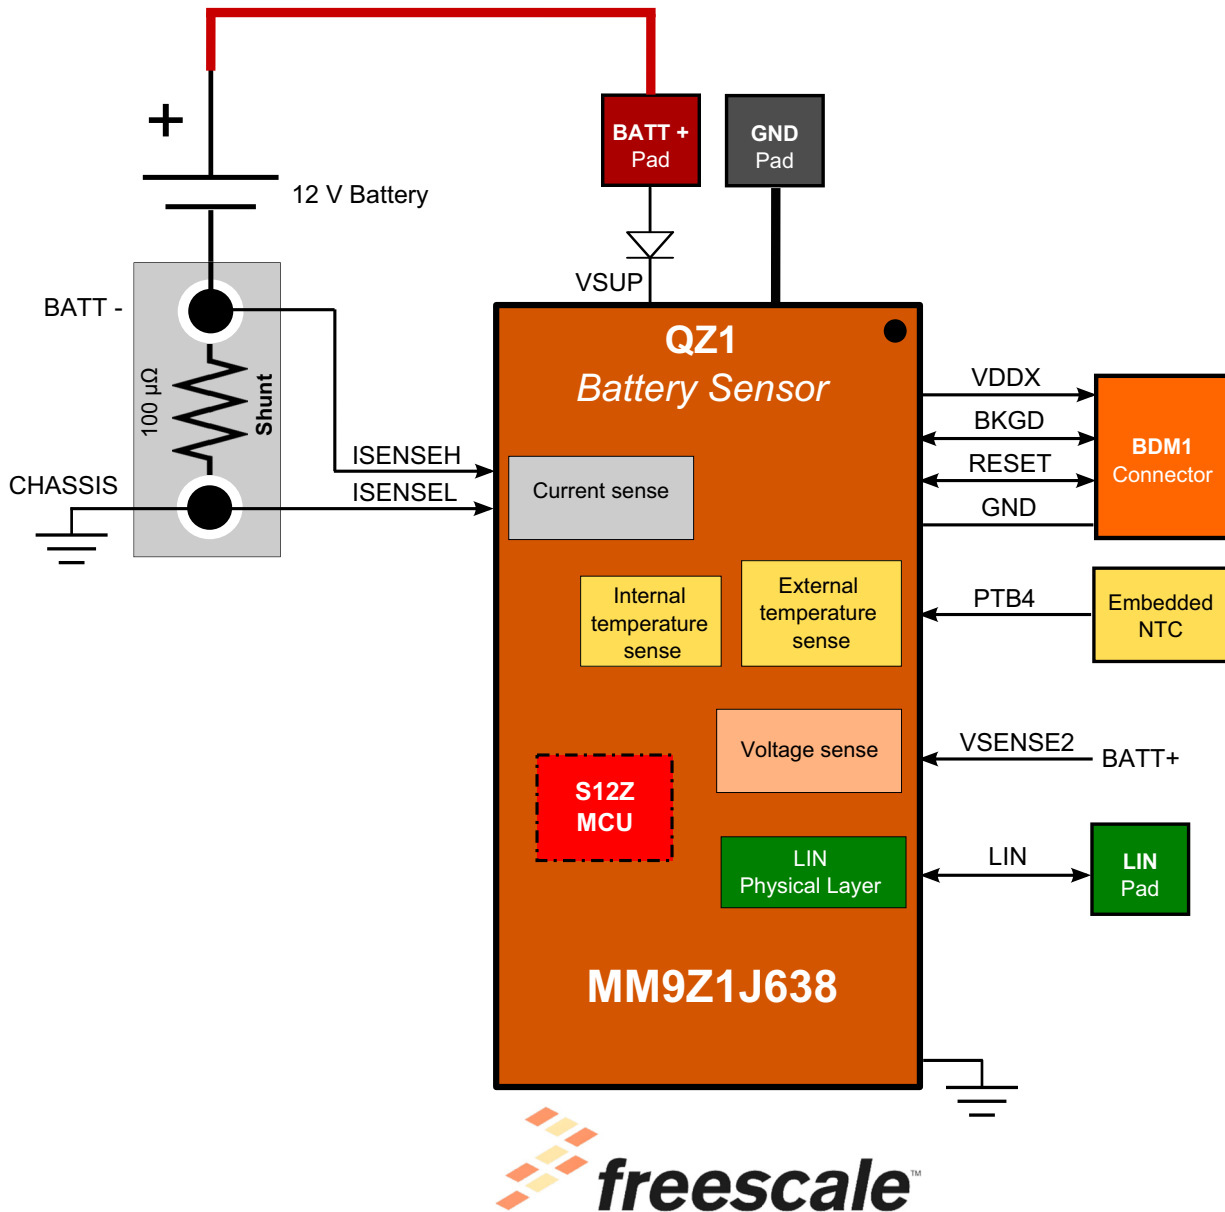 +
BATT +
Pad
GND
Pad
12 V Battery
VSUP
BATT -
100 μΩ
Shunt
CHASSIS
ISENSEH
ISENSEL
QZ1
Battery Sensor
Current sense
Internal
temperature
sense
External
temperature
sense
Voltage sense
S12Z
MCU
LIN
Physical Layer
MM9Z1J638
VDDX
BKGD
RESET
GND
BDM1
Connector
PTB4
Embedded
NTC
VSENSE2
BATT+
LIN
LIN
Pad
freescale™